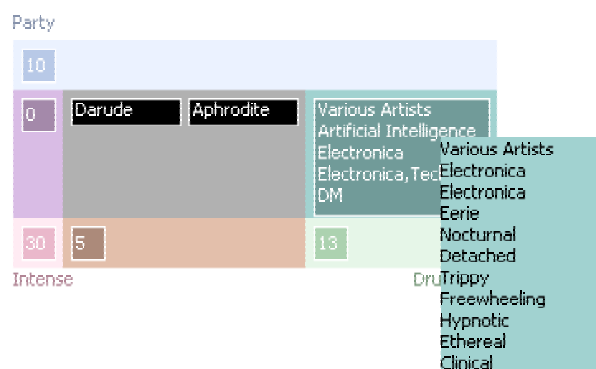 Party
10
0
Darude
Aphrodite
Various Artists
Artificial Intelligence
Electronica
Electronica, Tec
DM
Various Artists
Electronica
Electronica
Eerie
Nocturnal
Detached
Trippy
Freewheeling
Hypnotic
Ethereal
Clinical
30
5
13
Intense
Dru